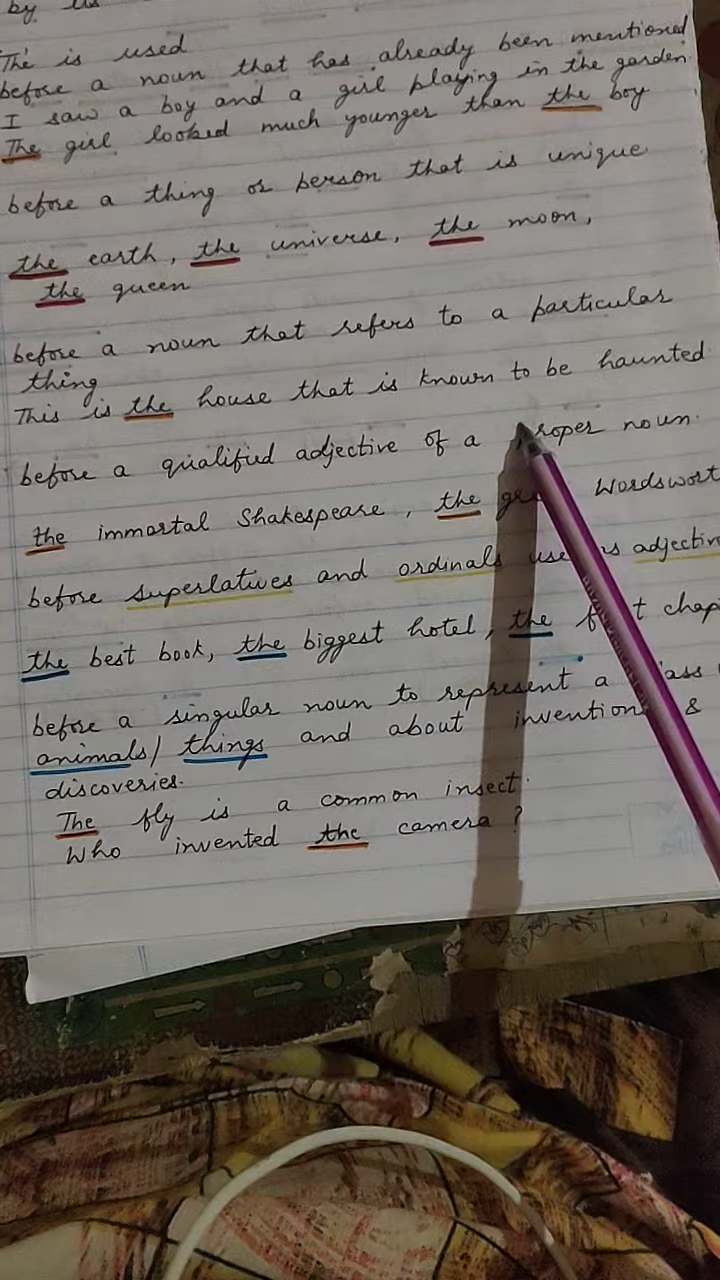 by us
The is used
before a noun that has already been mentioned
I saw a boy and a girl playing in the garden
The girl looked much younger than the boy
before a thing or person that is unique
the earth, the universe, the moon,
the queen
before a noun that refers to a particular
thing
This is the house that is known to be haunted
before a qualified adjective of a proper noun.
the immortal Shakespeare, the Wordswort
before superlatives and ordinals adjectiv
the best book, the biggest hotel, the chap
before a singular noun to represent a
animals/ things and about inventions &
discoveries.
The fly is a common insect.
Who invented the camera?